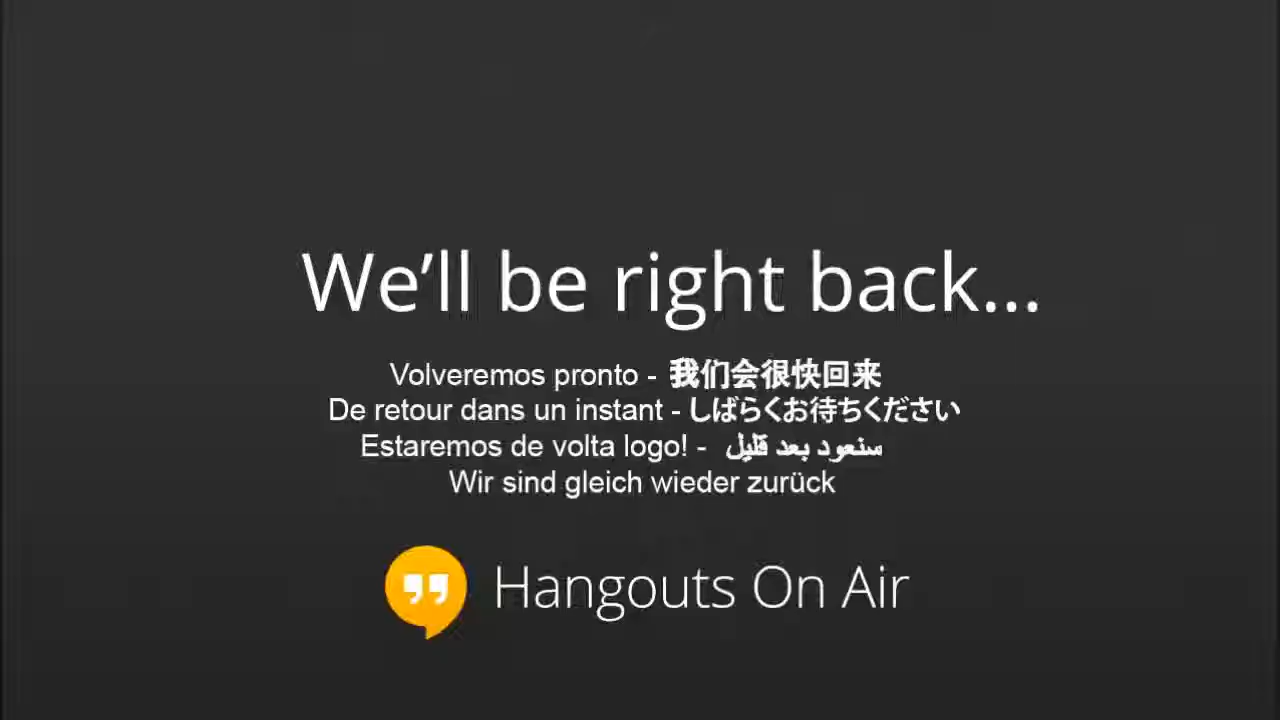 We’ll be right back...
Volveremos pronto - 我们会很快回来
De retour dans un instant - しばらくお待ちください
Estaremos de volta logo! - سنعود بعد قليل
Wir sind gleich wieder zurück
Hangouts On Air